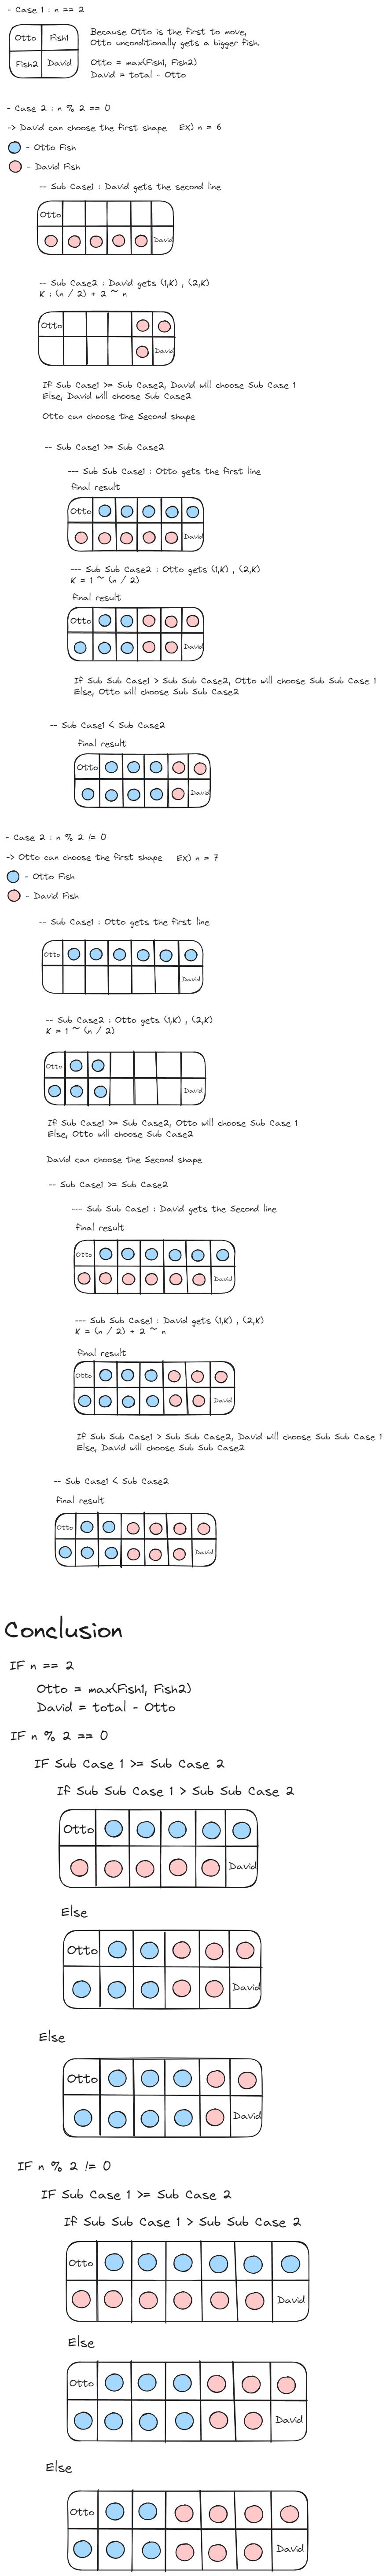 - Case 1 : n == 2
Otto Fish1
Fish2 David
Because Otto is the first to move,
Otto unconditionally gets a bigger fish.
Otto = max(Fish1, Fish2)
David = total - Otto
- Case 2 : n % 2 == 0
-> David can choose the first shape EX) n = 6
- Otto Fish
- David Fish
-- Sub Case1 : David gets the second line
Otto
David
-- Sub Case2 : David gets (1,K) , (2,K)
K : (n / 2) + 2 ~ n
Otto
David
If Sub Case1 >= Sub Case2, David will choose Sub Case 1
Else, David will choose Sub Case2
Otto can choose the Second shape
-- Sub Case1 >= Sub Case2
--- Sub Sub Case1 : Otto gets the first line
final result
Otto
David
--- Sub Sub Case2 : Otto gets (1,K) , (2,K)
K = 1 ~ (n / 2)
final result
Otto
David
If Sub Sub Case1 > Sub Sub Case2, Otto will choose Sub Sub Case 1
Else, Otto will choose Sub Sub Case2
-- Sub Case1 < Sub Case2
final result
Otto
David
- Case 2 : n % 2 != 0
-> Otto can choose the first shape EX) n = 7
- Otto Fish
- David Fish
-- Sub Case1 : Otto gets the first line
Otto
David
-- Sub Case2 : Otto gets (1,K) , (2,K)
K = 1 ~ (n / 2)
Otto
David
If Sub Case1 >= Sub Case2, Otto will choose Sub Case 1
Else, Otto will choose Sub Case2
David can choose the Second shape
-- Sub Case1 >= Sub Case2
--- Sub Sub Case1 : David gets the Second line
final result
Otto
David
--- Sub Sub Case2 : David gets (1,K) , (2,K)
K = (n / 2) + 2 ~ n
final result
Otto
David
If Sub Sub Case1 > Sub Sub Case2, David will choose Sub Sub Case 1
Else, David will choose Sub Sub Case2
-- Sub Case1 < Sub Case2
final result
Otto
David
Conclusion
IF n == 2
Otto = max(Fish1, Fish2)
David = total - Otto
IF n % 2 == 0
IF Sub Case 1 >= Sub Case 2
If Sub Sub Case 1 > Sub Sub Case 2
Otto
David
Else
Otto
David
Else
Otto
David
IF n % 2 != 0
IF Sub Case 1 >= Sub Case 2
If Sub Sub Case 1 > Sub Sub Case 2
Otto
David
Else
Otto
David
Else
Otto
David